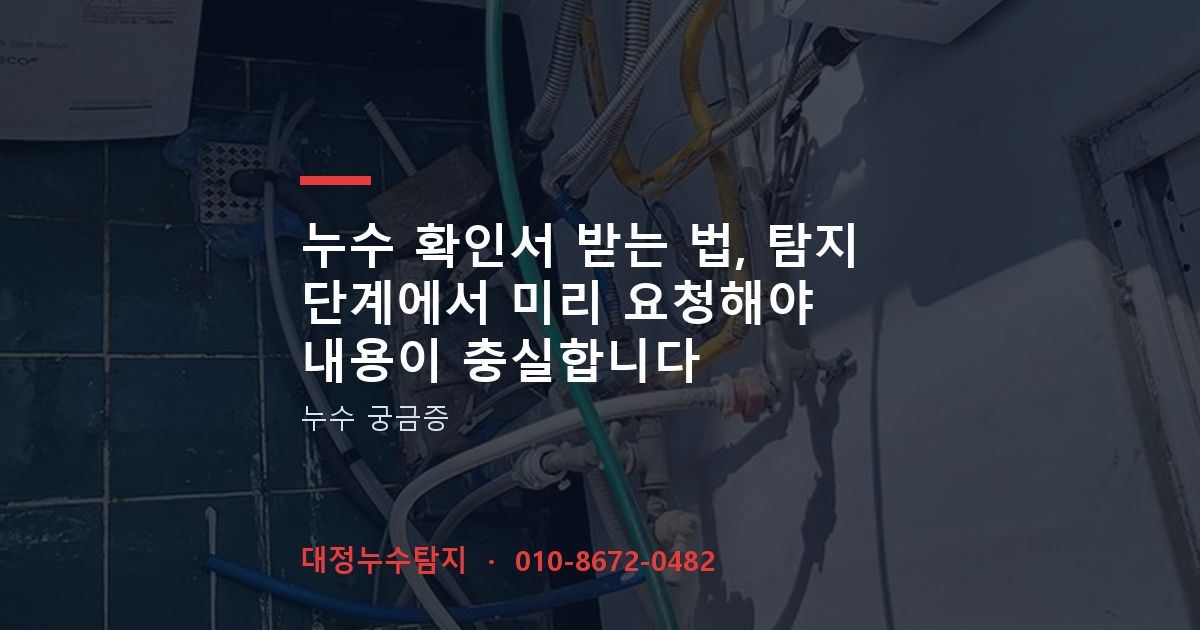 누수 확인서 받는 법, 탐지
단계에서 미리 요청해야
내용이 충실합니다
누수 궁금증
대정누수탐지 · 010-8672-0482